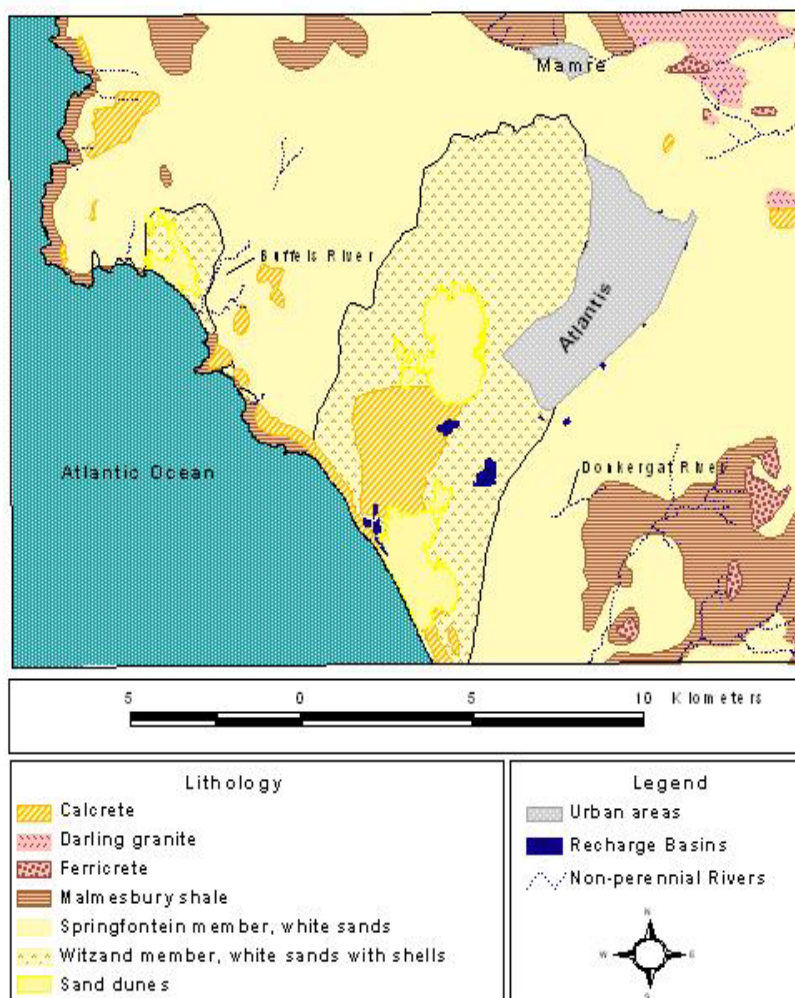 Mamre
Buffels River
Atlantis
Atlantic Ocean
Donkergat River
5 0 5 10 Kilometers
Lithology
Calcrete
Darling granite
Ferricrete
Malmesbury shale
Springfontein member, white sands
Witzand member, white sands with shells
Sand dunes
Legend
Urban areas
Recharge Basins
Non-perennial Rivers
N
W E
S